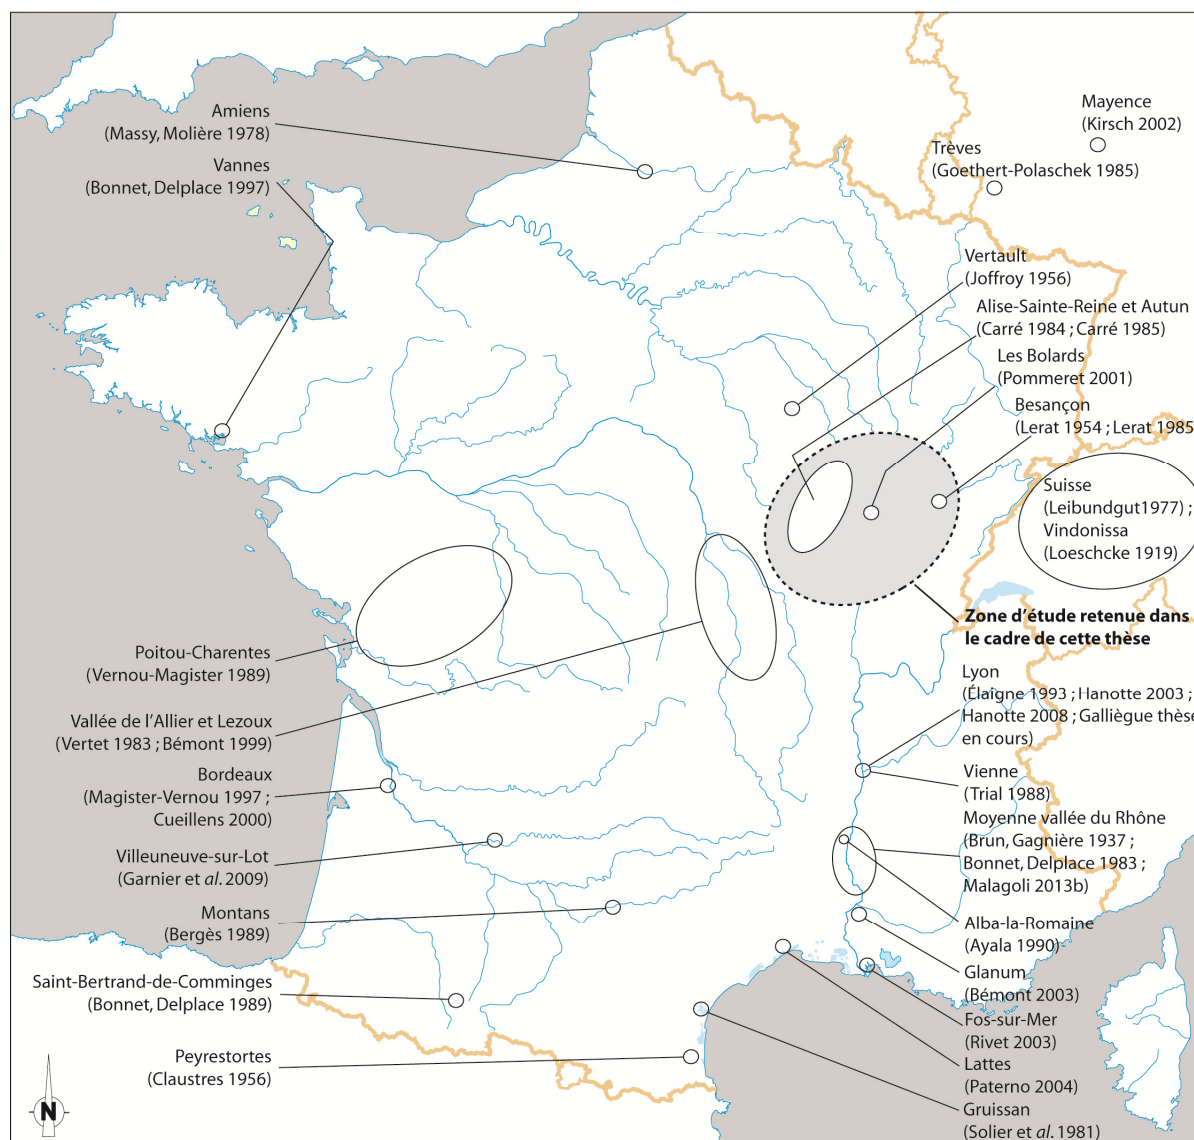 Amiens
(Massy, Molière 1978)
Vannes
(Bonnet, Delplace 1997)
Mayence
(Kirsch 2002)
Trèves
(Goethert-Polaschek 1985)
Vertault
(Joffroy 1956)
Alise-Sainte-Reine et Autun
(Carré 1984 ; Carré 1985)
Les Bolards
(Pommeret 2001)
Besançon
(Lerat 1954 ; Lerat 1985)
Suisse
(Leibundgut1977) ;
Vindonissa
(Loeschcke 1919)
Zone d'étude retenue dans
le cadre de cette thèse
Poitou-Charentes
(Vernou-Magister 1989)
Vallée de l'Allier et Lezoux
(Vertet 1983 ; Bémont 1999)
Bordeaux
(Magister-Vernou 1997 ;
Cueillens 2000)
Villeuneuve-sur-Lot
(Garnier et al. 2009)
Montans
(Bergès 1989)
Saint-Bertrand-de-Comminges
(Bonnet, Delplace 1989)
Peyrestortes
(Claustres 1956)
Lyon
(Élaigne 1993 ; Hanotte 2003 ;
Hanotte 2008 ; Galliègue thèse
en cours)
Vienne
(Trial 1988)
Moyenne vallée du Rhône
(Brun, Gagnière 1937 ;
Bonnet, Delplace 1983 ;
Malagoli 2013b)
Alba-la-Romaine
(Ayala 1990)
Glanum
(Bémont 2003)
Fos-sur-Mer
(Rivet 2003)
Lattes
(Paterno 2004)
Gruissan
(Solier et al. 1981)
N